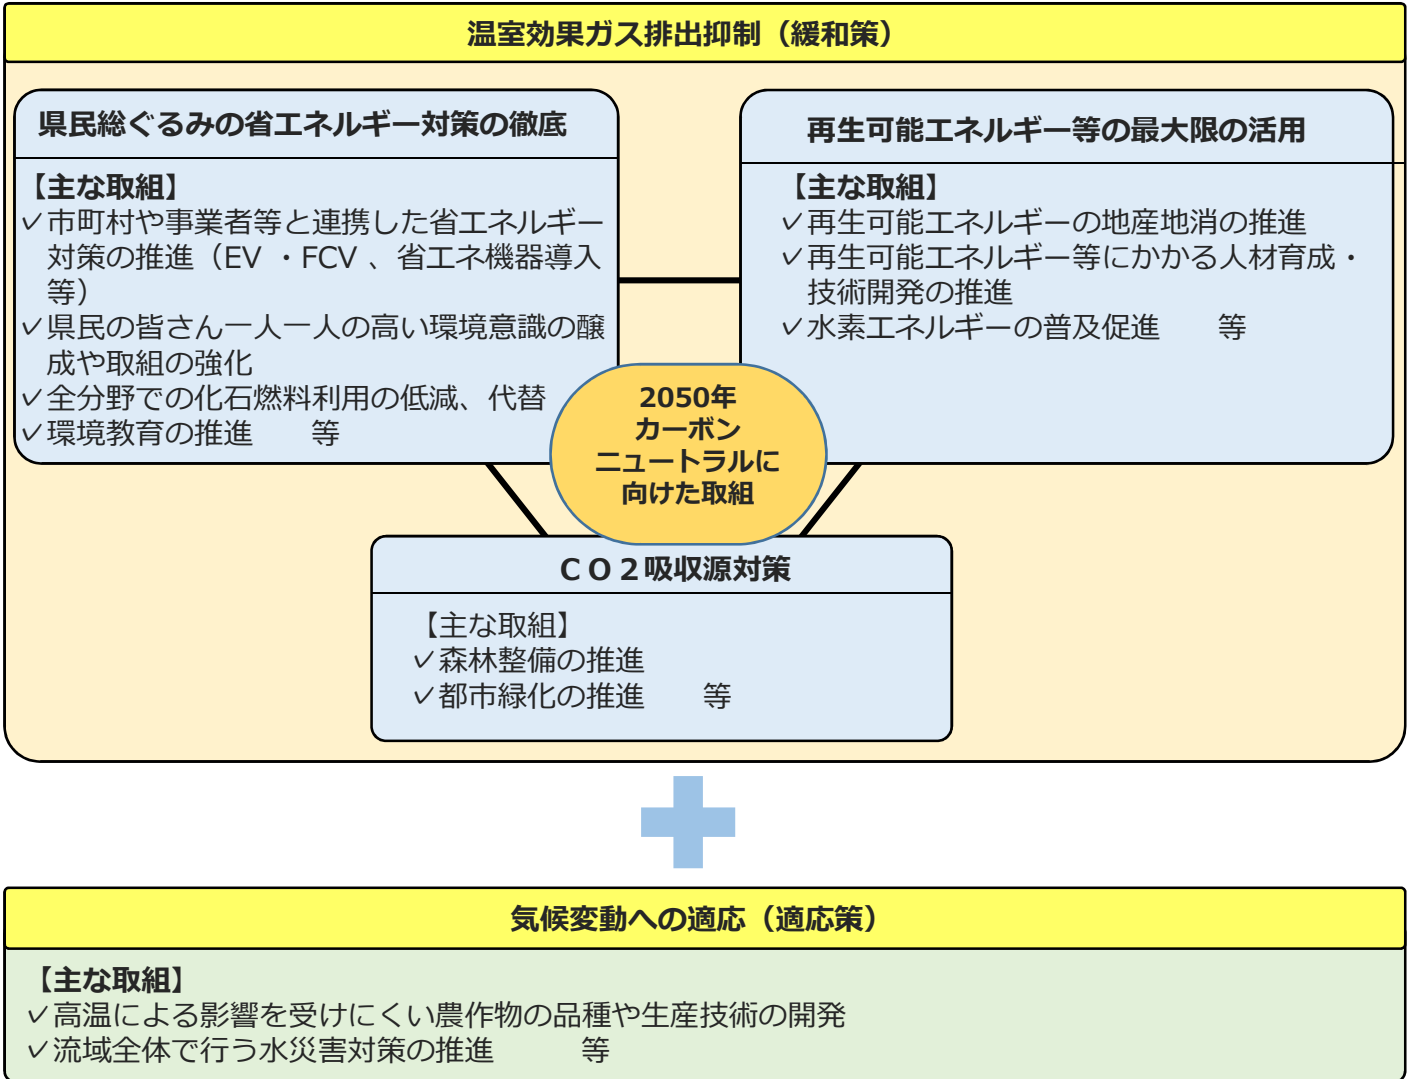 温室効果ガス排出抑制（緩和策）
県民総ぐるみの省エネルギー対策の徹底
【主な取組】
✓市町村や事業者等と連携した省エネルギー
対策の推進（EV ・FCV 、省エネ機器導入
等）
✓県民の皆さん一人一人の高い環境意識の醸
成や取組の強化
✓全分野での化石燃料利用の低減、代替
✓環境教育の推進　　等
再生可能エネルギー等の最大限の活用
【主な取組】
✓再生可能エネルギーの地産地消の推進
✓再生可能エネルギー等にかかる人材育成・
技術開発の推進
✓水素エネルギーの普及促進　　等
2050年
カーボン
ニュートラルに
向けた取組
ＣＯ２吸収源対策
【主な取組】
✓森林整備の推進
✓都市緑化の推進　　等
気候変動への適応（適応策）
【主な取組】
✓高温による影響を受けにくい農作物の品種や生産技術の開発
✓流域全体で行う水災害対策の推進　　　等